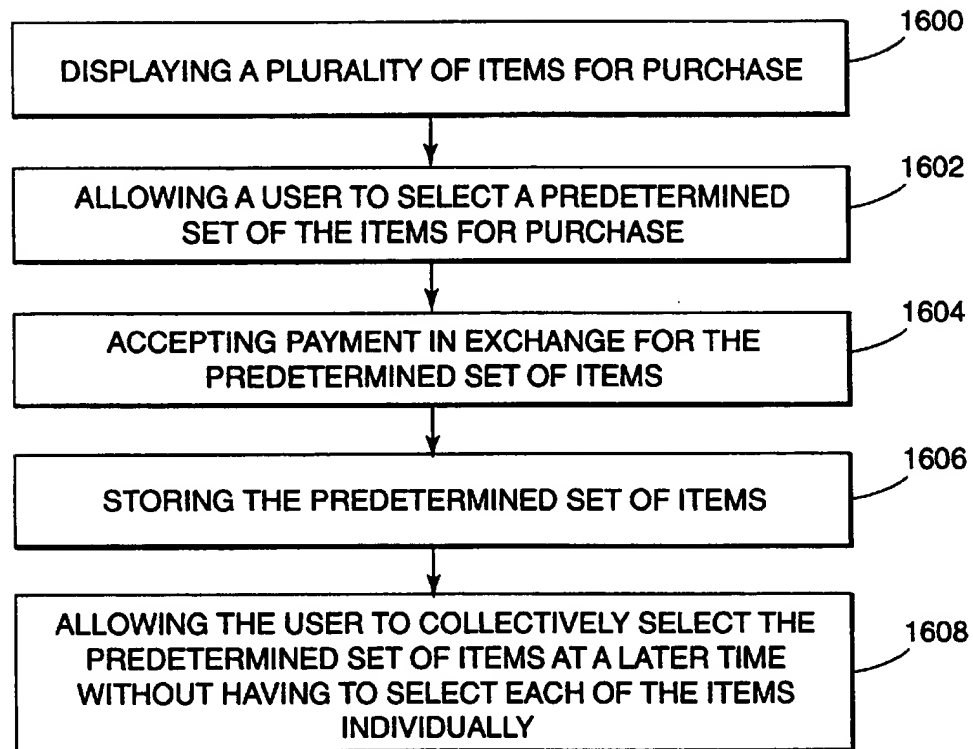 1600
DISPLAYING A PLURALITY OF ITEMS FOR PURCHASE
1602
ALLOWING A USER TO SELECT A PREDETERMINED
SET OF THE ITEMS FOR PURCHASE
1604
ACCEPTING PAYMENT IN EXCHANGE FOR THE
PREDETERMINED SET OF ITEMS
1606
STORING THE PREDETERMINED SET OF ITEMS
1608
ALLOWING THE USER TO COLLECTIVELY SELECT THE
PREDETERMINED SET OF ITEMS AT A LATER TIME
WITHOUT HAVING TO SELECT EACH OF THE ITEMS
INDIVIDUALLY